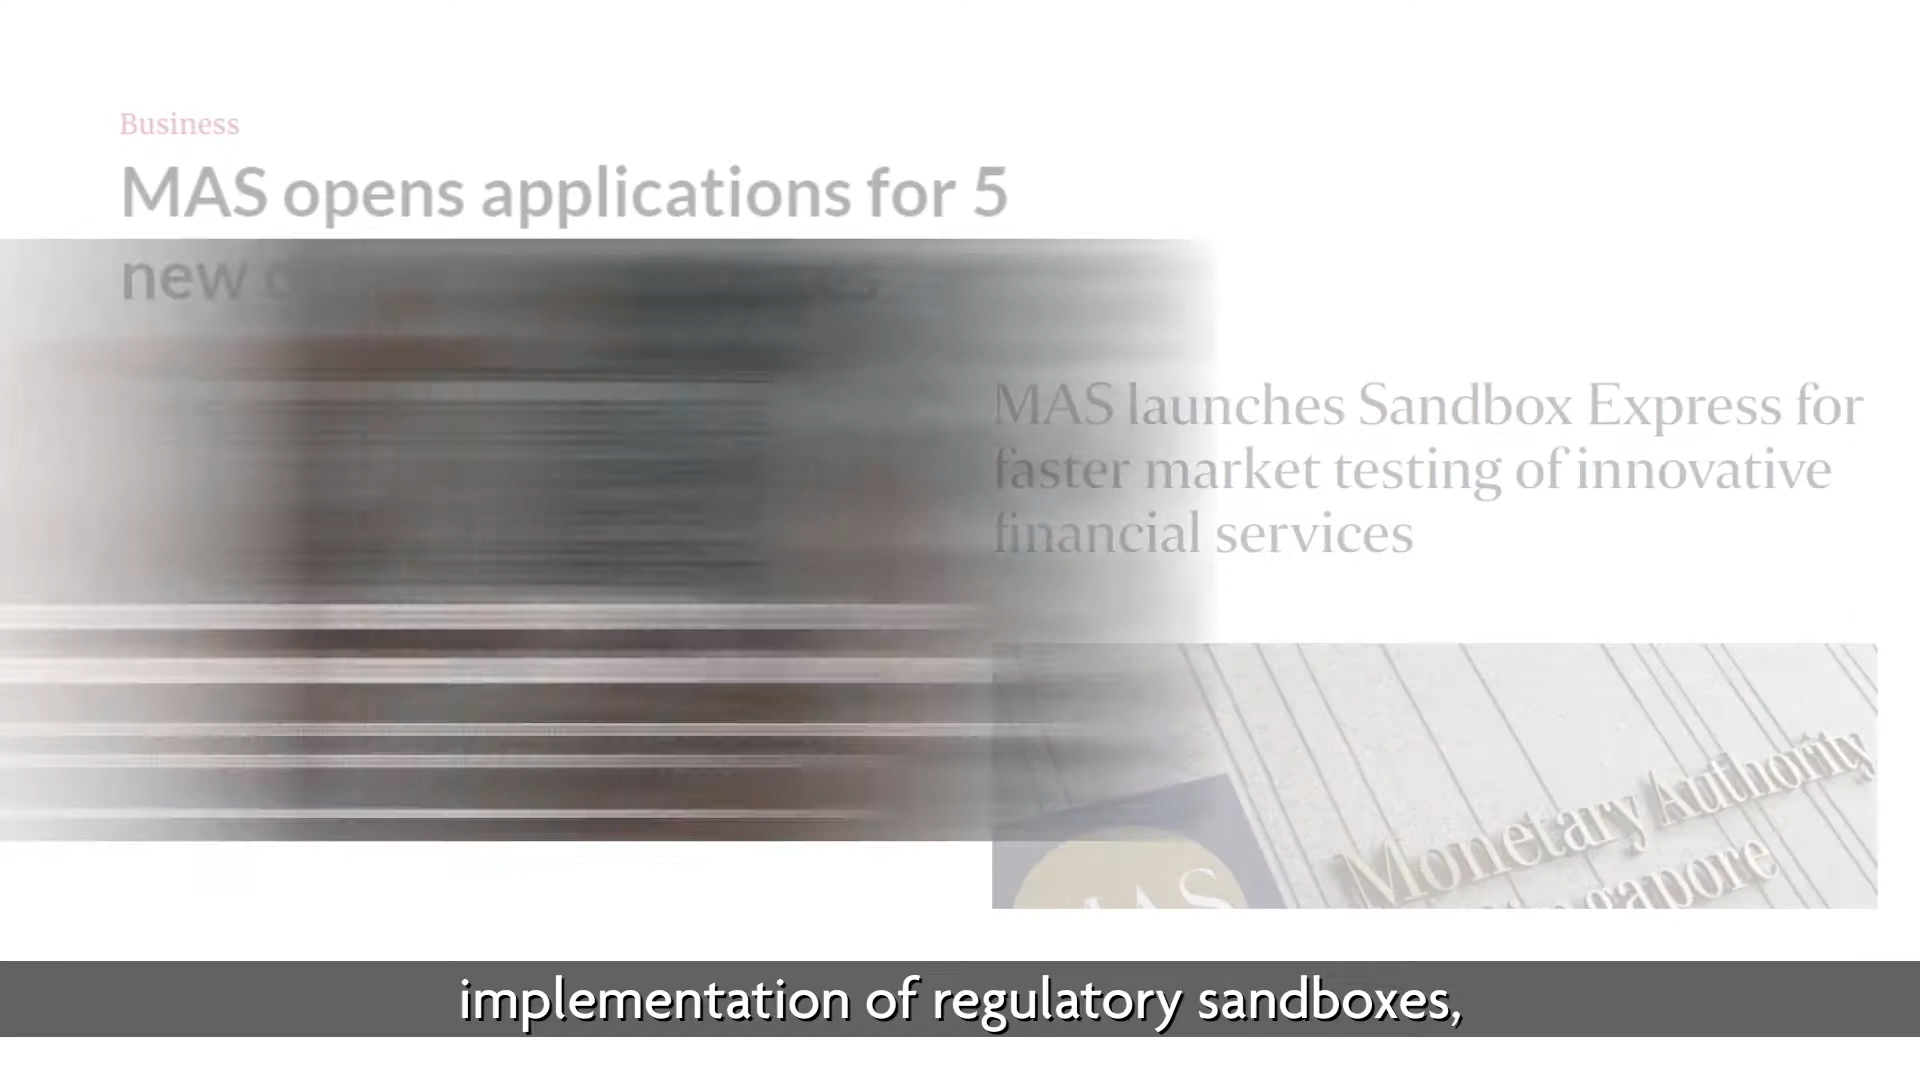 Business
MAS opens applications for 5
new
MAS launches Sandbox Express for
faster market testing of innovative
financial services
Monetary Authority
MAS
implementation of regulatory sandboxes,